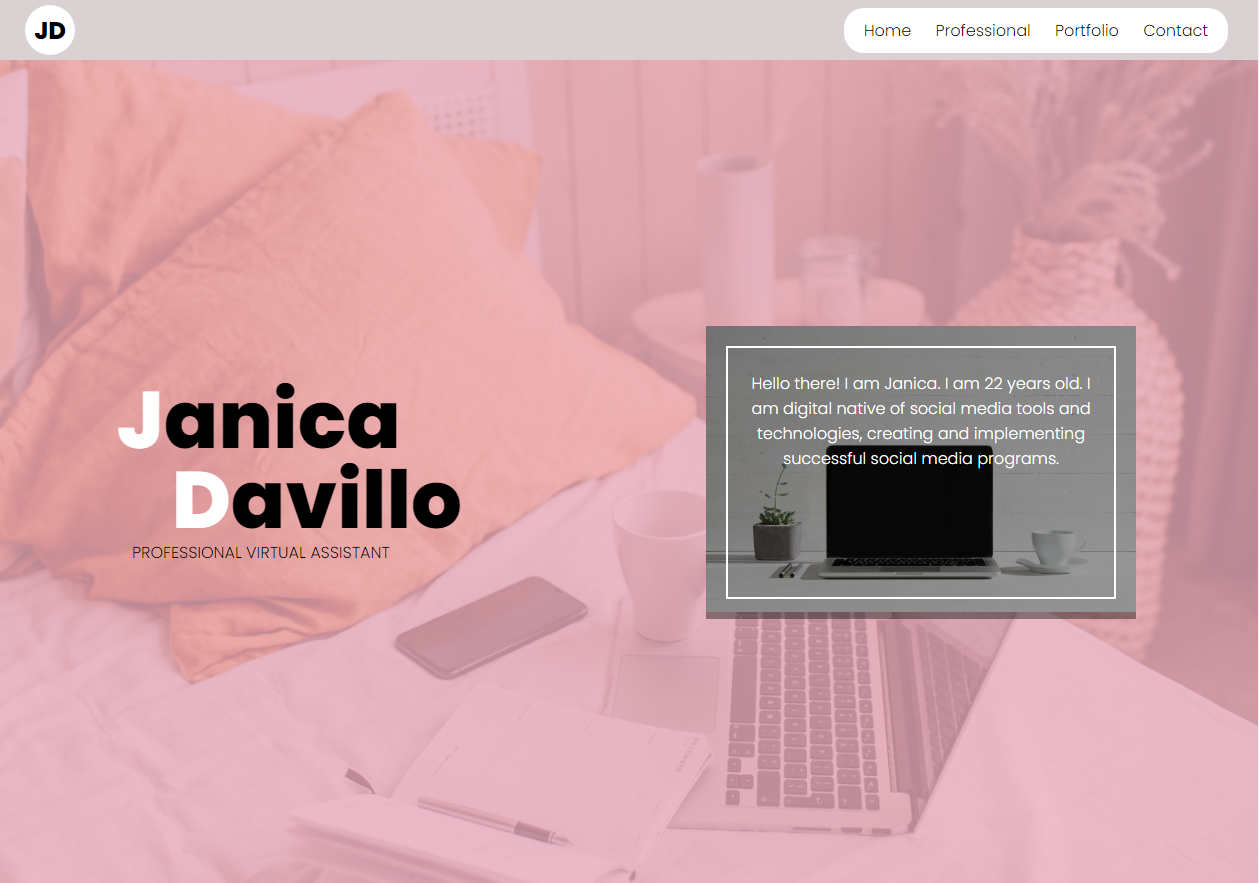 JD
Home Professional Portfolio Contact
Janica
Davillo
PROFESSIONAL VIRTUAL ASSISTANT
Hello there! I am Janica. I am 22 years old. I
am digital native of social media tools and
technologies, creating and implementing
successful social media programs.